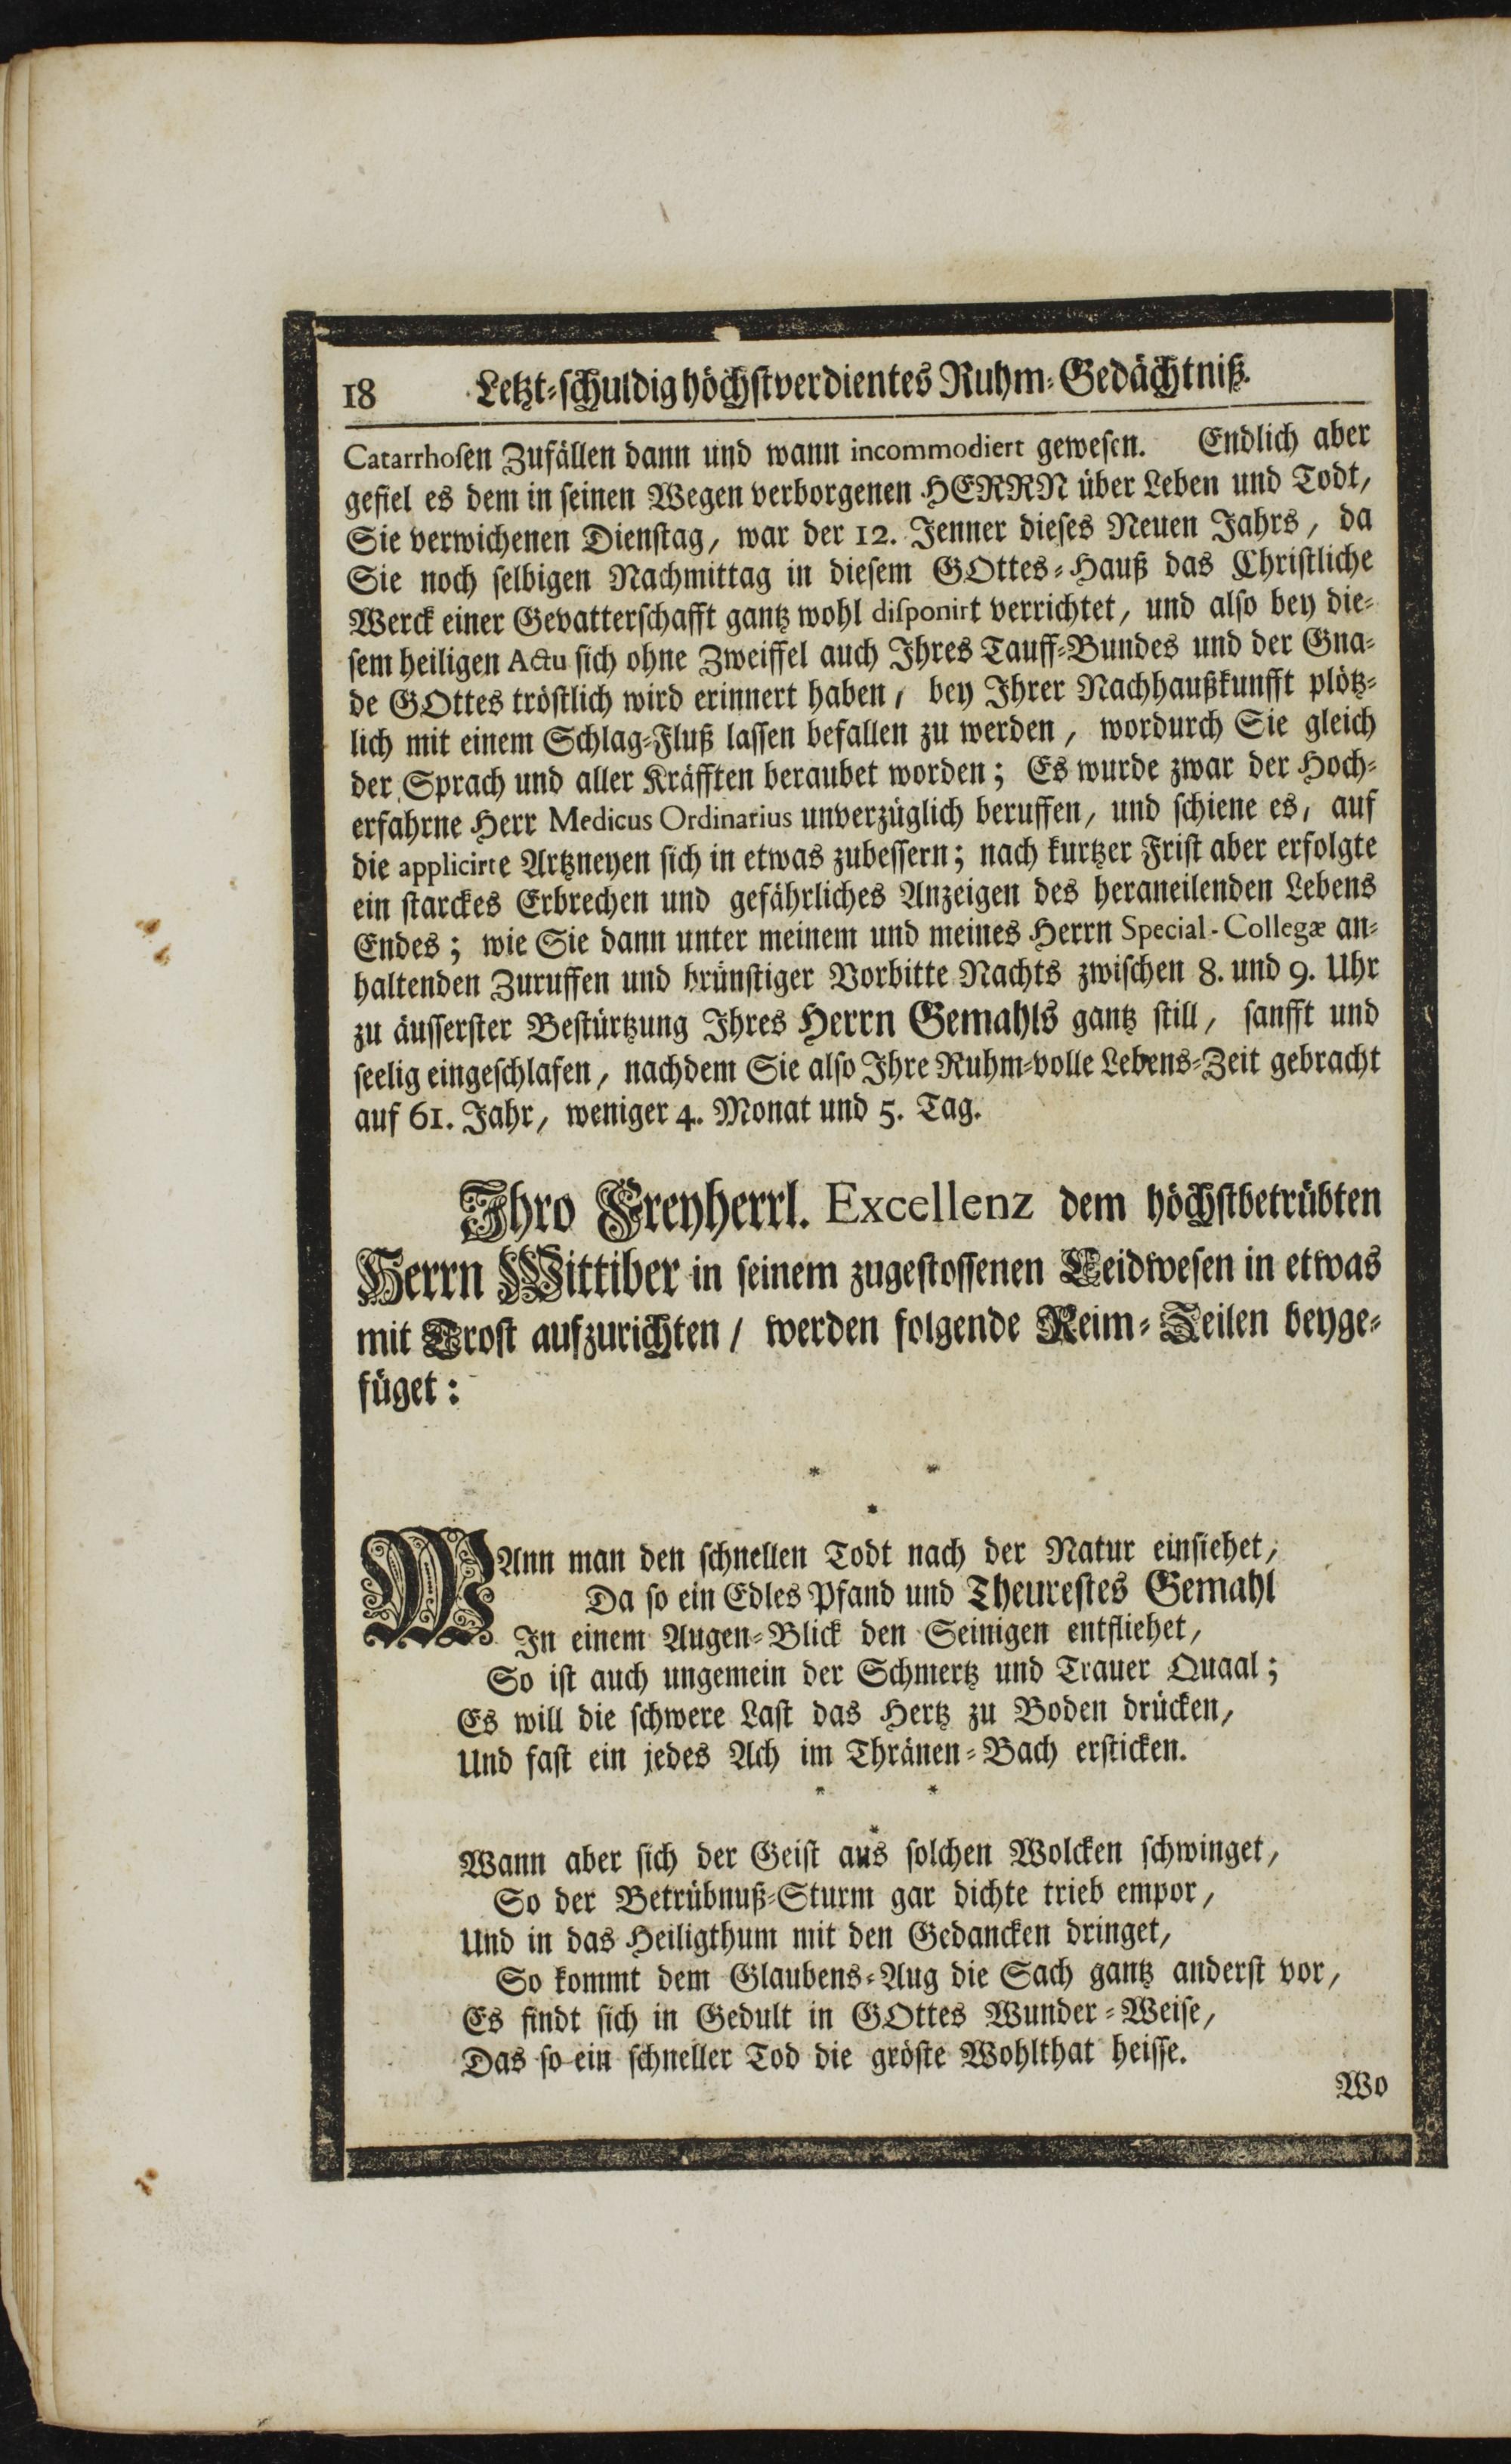 18 Letzt-schuldig höchstverdientes Ruhm-Gedächtniß.
Catarrhosen Zufällen dann und wann incommodiert gewesen. Endlich aber
gefiel es dem in seinen Wegen verborgenen HERRN über Leben und Todt,
Sie verwichenen Dienstag, war der 12. Jenner dieses Neuen Jahrs, da
Sie noch selbigen Nachmittag in diesem GOttes-Hauß das Christliche
Werck einer Gevatterschafft gantz wohl disponirt verrichtet, und also bey die-
sem heiligen Actu sich ohne Zweiffel auch Ihres Tauff-Bundes und der Gna-
de GOttes tröstlich wird erinnert haben, bey Ihrer Nachhaußkunfft plötz-
lich mit einem Schlag-Fluß lassen befallen zu werden, wordurch Sie gleich
der Sprach und aller Kräfften beraubet worden; Es wurde zwar der Hoch-
erfahrne Herr Medicus Ordinarius unverzüglich beruffen, und schiene es, auf
die applicirte Artzneyen sich in etwas zubessern; nach kurtzer Frist aber erfolgte
ein starckes Erbrechen und gefährliches Anzeigen des heraneilenden Lebens
Endes; wie Sie dann unter meinem und meines Herrn Special-Collegæ an-
haltenden Zuruffen und brünstiger Vorbitte Nachts zwischen 8. und 9. Uhr
zu äusserster Bestürtzung Ihres Herrn Gemahls gantz still, sanfft und
seelig eingeschlafen, nachdem Sie also Ihre Ruhm-volle Lebens-Zeit gebracht
auf 61. Jahr, weniger 4. Monat und 5. Tag.
Ihro Freyherrl. Excellenz dem höchstbetrübten
Herrn Wittiber in seinem zugestossenen Leidwesen in etwas
mit Trost aufzurichten / werden folgende Reim-Zeilen beyge-
füget:
* *
*
WAnn man den schnellen Todt nach der Natur einsiehet,
Da so ein Edles Pfand und Theurestes Gemahl
In einem Augen-Blick den Seinigen entfliehet,
So ist auch ungemein der Schmertz und Trauer Quaal;
Es will die schwere Last das Hertz zu Boden drücken,
Und fast ein jedes Ach im Thränen-Bach ersticken.
* *
*
Wann aber sich der Geist aus solchen Wolcken schwinget,
So der Betrübnuß-Sturm gar dichte trieb empor,
Und in das Heiligthum mit den Gedancken dringet,
So kommt dem Glaubens-Aug die Sach gantz anderst vor,
Es findt sich in Gedult in GOttes Wunder-Weise,
Das so ein schneller Tod die gröste Wohlthat heisse.
Wo